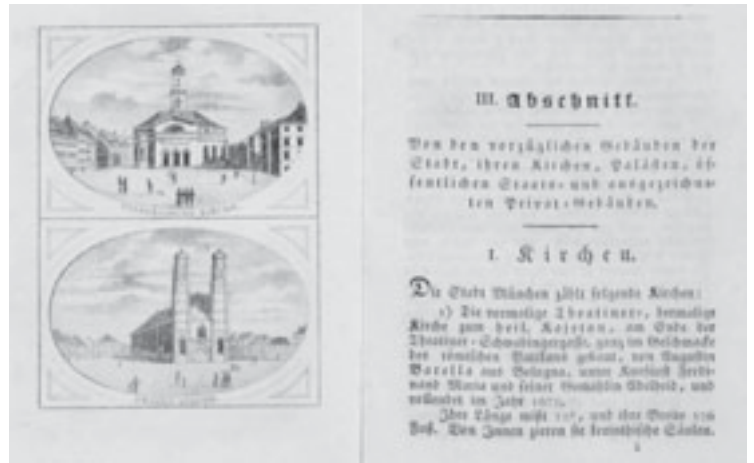 III. Abschnitt.
Von den vorzüglichen Gebäuden der
Stadt, ihren Kirchen, Palästen, öf-
fentlichen Staats- und ausgezeichne-
ten Privat-Gebäuden.
I. Kirchen.
Die Stadt München zählt folgende Kirchen:
1) Die vormalige Theatiner-, dermalige
Kirche zum heil. Kajetan, am Ende der
Theatiner-Schwabingergasse, ganz im Geschmacke
des römischen Vatikans gebaut, von Augustin
Barella aus Bologna, unter Kurfürst Ferdi-
nand Maria und seiner Gemahlin Adelheid, und
vollendet im Jahr
Ihre Länge mißt und ihre Breite
Fuß. Von Innen zieren sie korinthische Säulen.